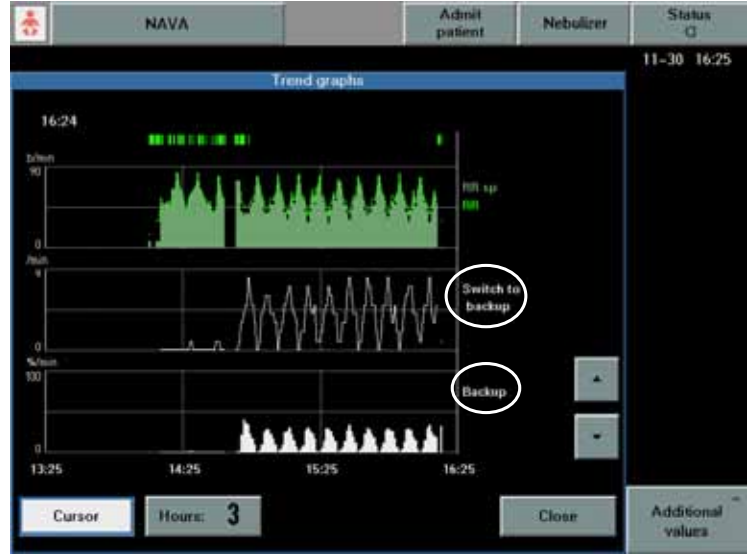 NAVA
Admit
patient
Nebulizer
Status
11-30 16:25
Trend graphs
16:24
b/min
90
0
RR sp
RR
/min
0
Switch to
backup
%/min
100
0
Backup
13:25 14:25 15:25 16:25
Cursor
Hours: 3
Close
Additional
values